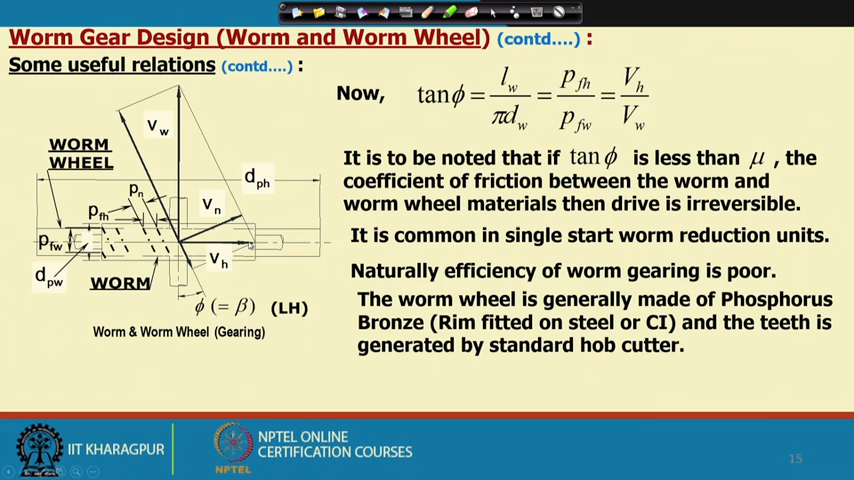 Worm Gear Design (Worm and Worm Wheel) (contd....) :
Some useful relations (contd....) :
Now, tanϕ = l_w / πd_w = p_fh / p_fw = V_h / V_w
It is to be noted that if tan ϕ is less than μ , the
coefficient of friction between the worm and
worm wheel materials then drive is irreversible.
It is common in single start worm reduction units.
Naturally efficiency of worm gearing is poor.
The worm wheel is generally made of Phosphorus
Bronze (Rim fitted on steel or CI) and the teeth is
generated by standard hob cutter.
V_w
WORM
WHEEL
d_ph
p_n
V_n
p_fh
p_fw
V_h
d_pw
WORM
ϕ (= β) (LH)
Worm & Worm Wheel (Gearing)
IIT KHARAGPUR
NPTEL
NPTEL ONLINE
CERTIFICATION COURSES
15